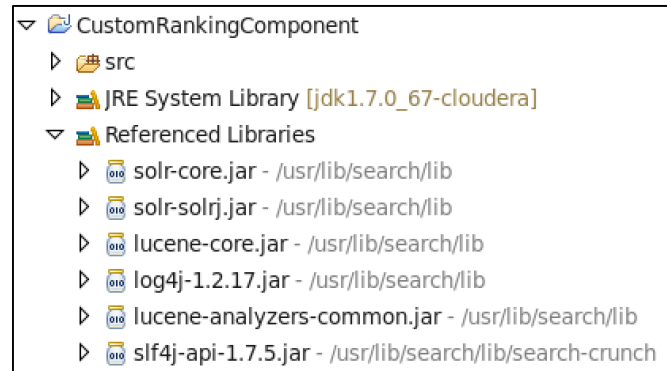 CustomRankingComponent
src
JRE System Library [jdk1.7.0_67-cloudera]
Referenced Libraries
solr-core.jar - /usr/lib/search/lib
solr-solrj.jar - /usr/lib/search/lib
lucene-core.jar - /usr/lib/search/lib
log4j-1.2.17.jar - /usr/lib/search/lib
lucene-analyzers-common.jar - /usr/lib/search/lib
slf4j-api-1.7.5.jar - /usr/lib/search/lib/search-crunch